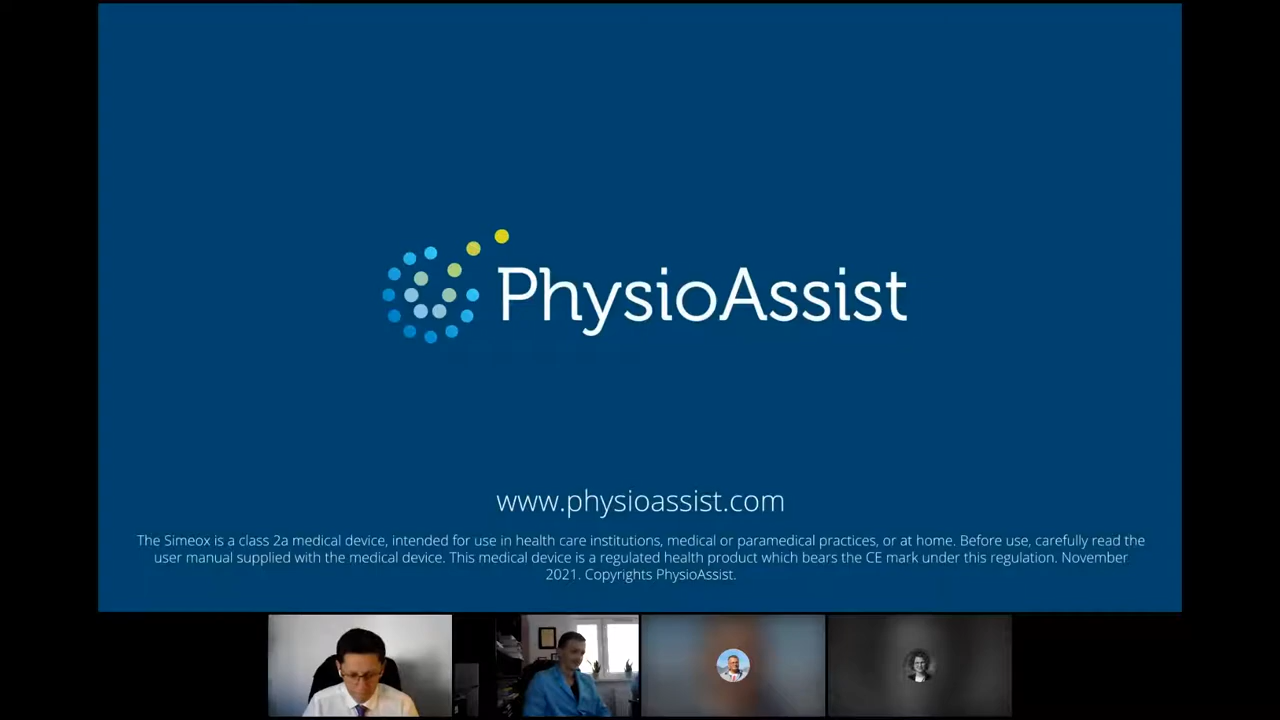 PhysioAssist
www.physioassist.com
The Simeox is a class 2a medical device, intended for use in health care institutions, medical or paramedical practices, or at home. Before use, carefully read the
user manual supplied with the medical device. This medical device is a regulated health product which bears the CE mark under this regulation. November
2021. Copyrights PhysioAssist.